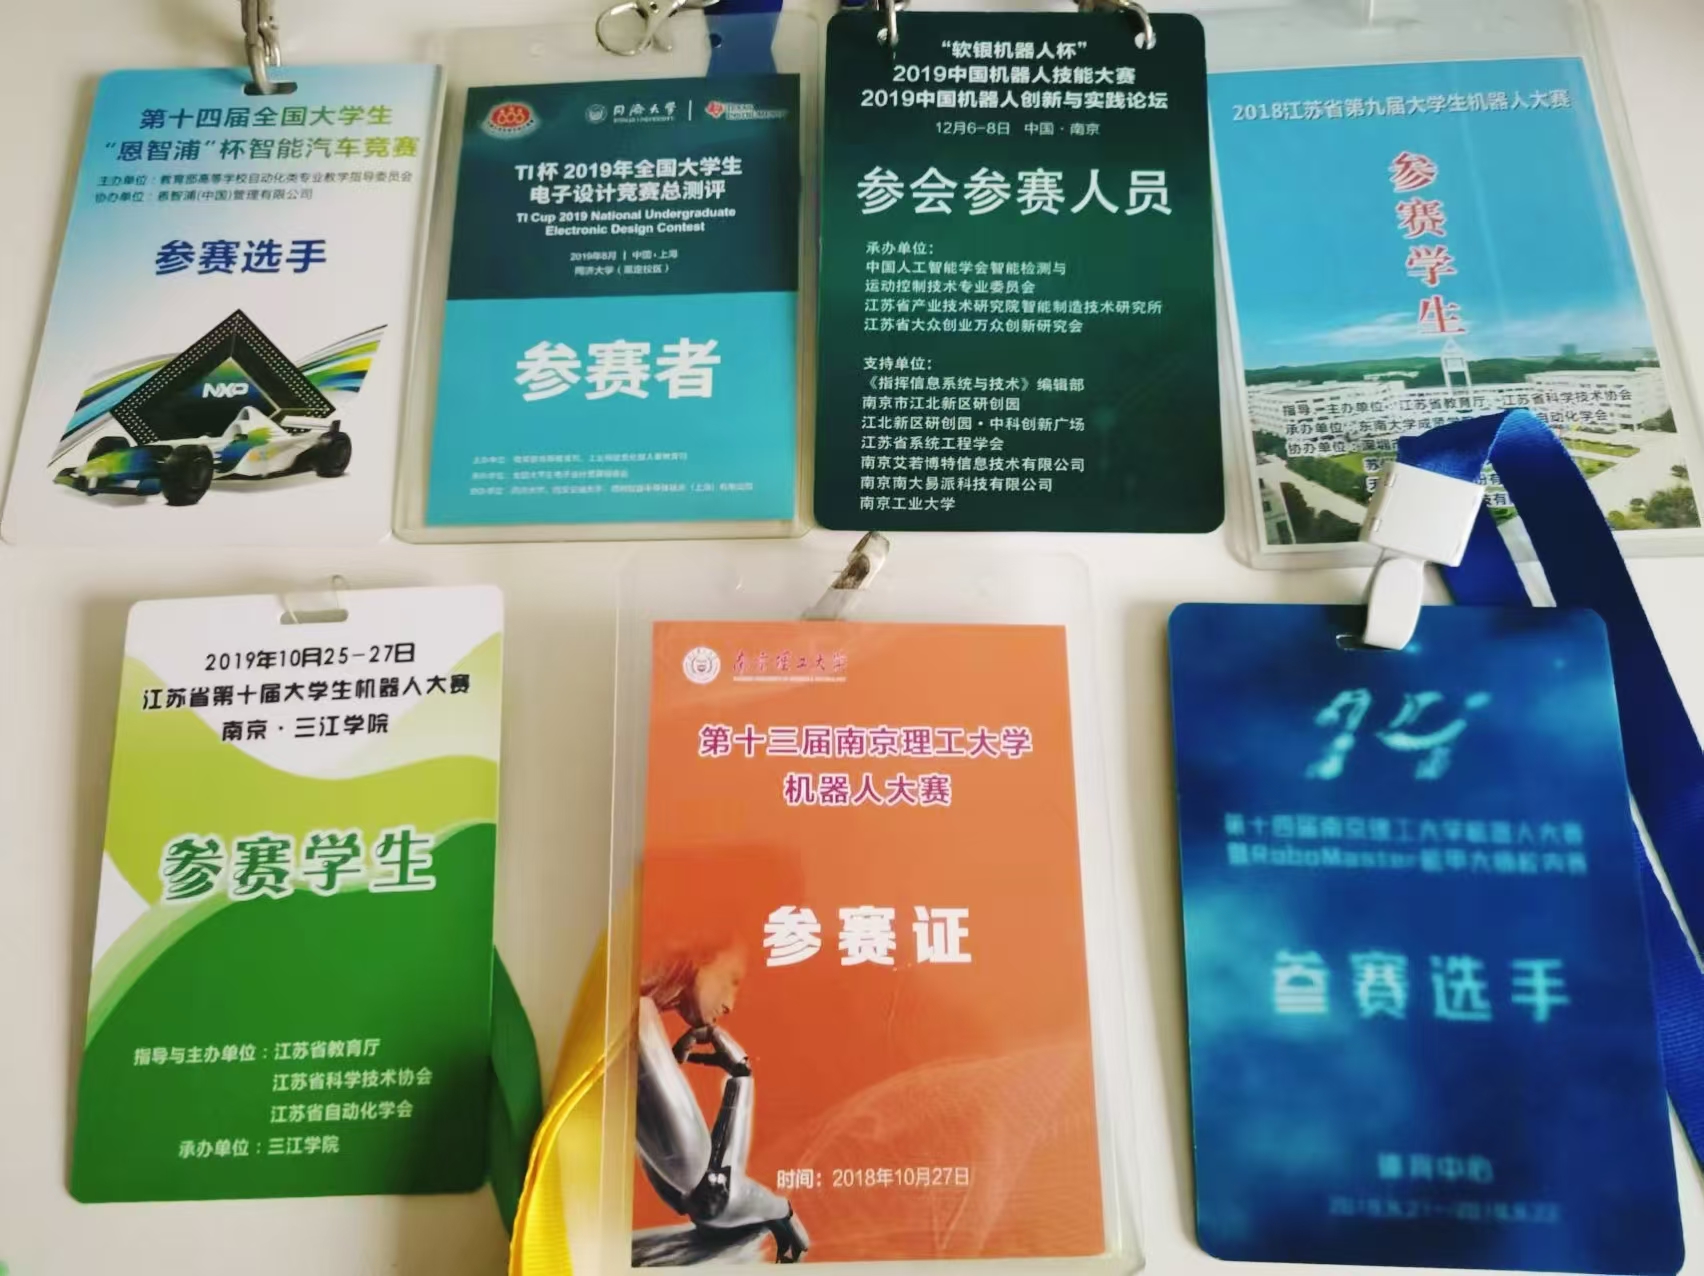 第十四届全国大学生
“恩智浦”杯智能汽车竞赛
主办单位：教育部高等学校自动化类专业教学指导委员会
协办单位：恩智浦(中国)管理有限公司
参赛选手
NXP
同济大学
TEXAS INSTRUMENTS
TI 杯 2019年全国大学生
电子设计竞赛总测评
TI Cup 2019 National Undergraduate
Electronic Design Contest
2019年8月 | 中国·上海
同济大学（嘉定校区）
参赛者
“软银机器人杯”
2019中国机器人技能大赛
2019中国机器人创新与实践论坛
12月6-8日 中国·南京
参会参赛人员
承办单位：
中国人工智能学会智能检测与
运动控制技术专业委员会
江苏省产业技术研究院智能制造技术研究所
江苏省大众创业万众创新研究会
支持单位：
《指挥信息系统与技术》编辑部
南京市江北新区研创园
江北新区研创园·中科创新广场
江苏省系统工程学会
南京艾若博特信息技术有限公司
南京南大易派科技有限公司
南京工业大学
2018江苏省第九届大学生机器人大赛
参赛学生
指导、主办单位：江苏省教育厅、江苏省科学技术协会
承办单位：东南大学成贤学 自动化学会
协办单位：深圳
苏
天
2019年10月25-27日
江苏省第十届大学生机器人大赛
南京·三江学院
参赛学生
指导与主办单位：江苏省教育厅
江苏省科学技术协会
江苏省自动化学会
承办单位：三江学院
南京理工大学
第十三届南京理工大学
机器人大赛
参赛证
时间：2018年10月27日
14
第十四届南京理工大学机器人大赛
暨RoboMaster机甲大师校内赛
参赛选手
体育中心